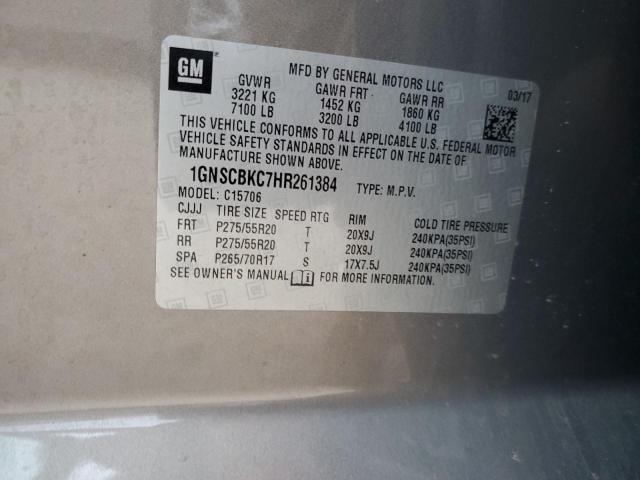 GM
MFD BY GENERAL MOTORS LLC
03/17
GVWR GAWR FRT GAWR RR
3221 KG 1452 KG 1860 KG
7100 LB 3200 LB 4100 LB
THIS VEHICLE CONFORMS TO ALL APPLICABLE U.S. FEDERAL MOTOR
VEHICLE SAFETY STANDARDS IN EFFECT ON THE DATE OF
MANUFACTURE SHOWN ABOVE.
1GNSCBKC7HR261384 TYPE: M.P.V.
MODEL: C15706
CJJJ TIRE SIZE SPEED RTG RIM COLD TIRE PRESSURE
FRT P275/55R20 T 20X9J 240KPA(35PSI)
RR P275/55R20 T 20X9J 240KPA(35PSI)
SPA P265/70R17 S 17X7.5J 240KPA(35PSI)
SEE OWNER'S MANUAL FOR MORE INFORMATION.